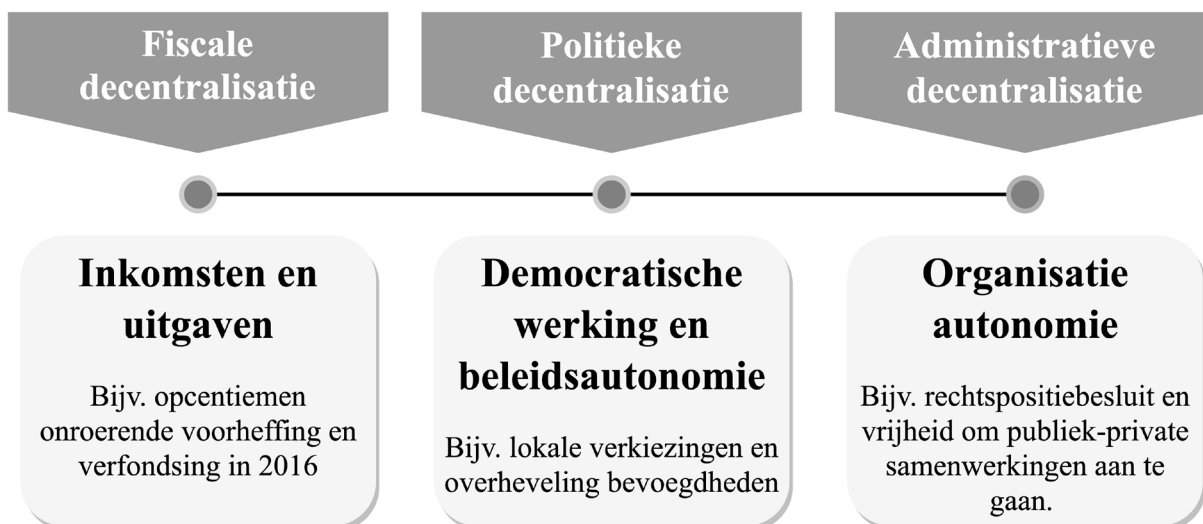 Fiscale
decentralisatie
Politieke
decentralisatie
Administratieve
decentralisatie
Inkomsten en
uitgaven
Bijv. opcentiemen
onroerende voorheffing en
verfondsing in 2016
Democratische
werking en
beleidsautonomie
Bijv. lokale verkiezingen en
overheveling bevoegdheden
Organisatie
autonomie
Bijv. rechtspositiebesluit en
vrijheid om publiek-private
samenwerkingen aan te
gaan.